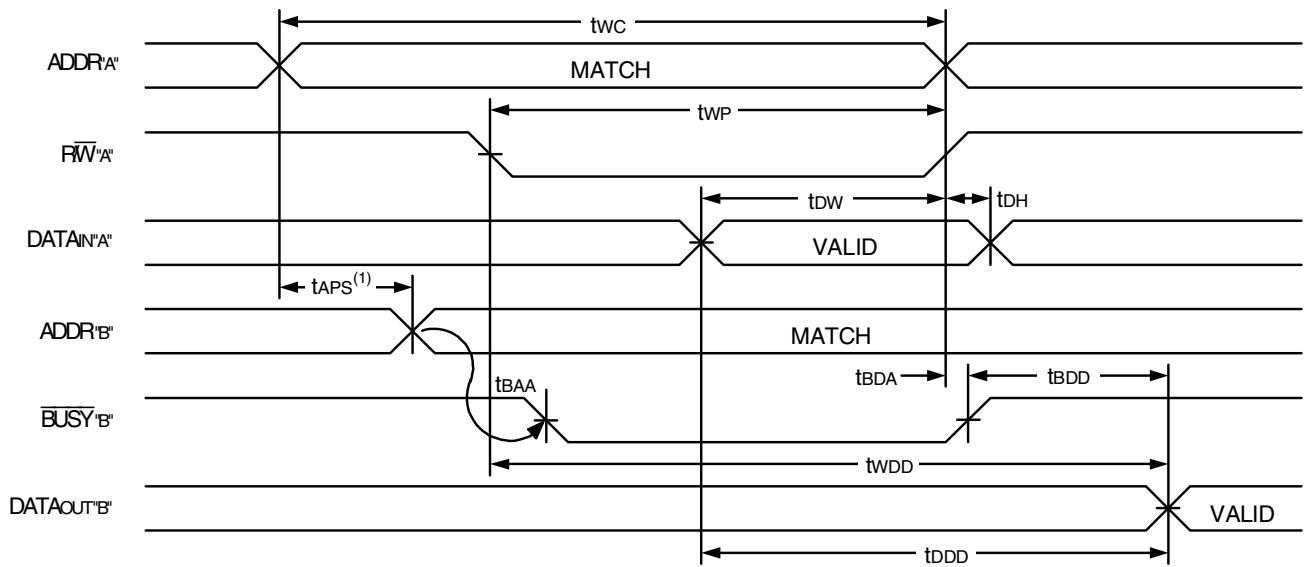 tWC
ADDR"A"
MATCH
tWP
R/W̅"A"
tDW
tDH
DATAIN"A"
VALID
tAPS(1)
ADDR"B"
MATCH
tBAA
tBDA
tBDD
B̅U̅S̅Y̅"B"
tWDD
DATAOUT"B"
VALID
tDDD